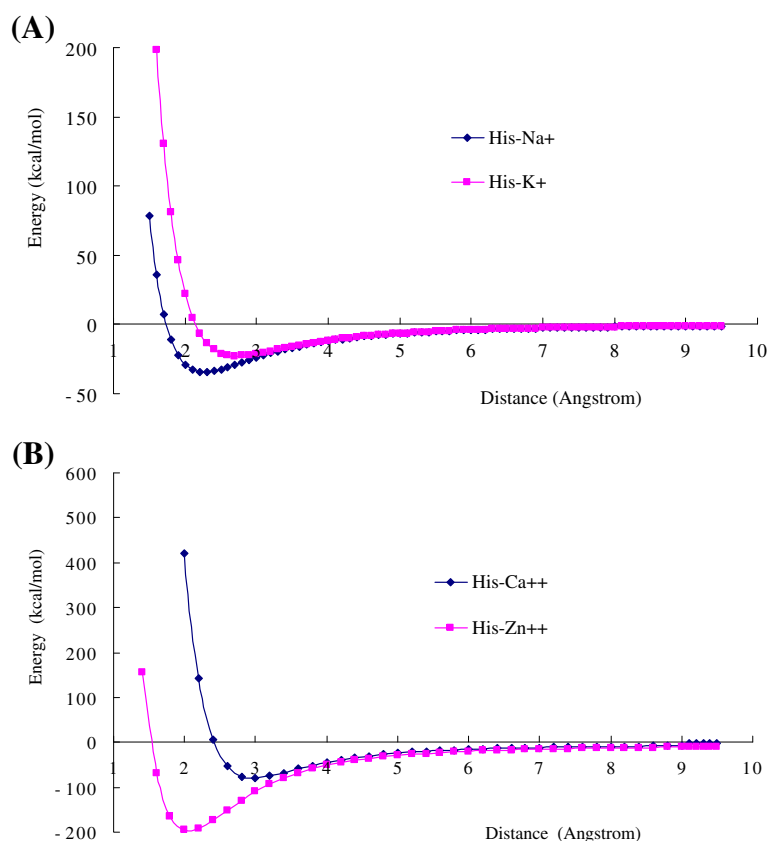 (A)
200
150
100
50
0
-50
Energy (kcal/mol)
His-Na+
His-K+
1 2 3 4 5 6 7 8 9 10
Distance (Angstrom)
(B)
600
500
400
300
200
100
0
-100
-200
Energy (kcal/mol)
His-Ca++
His-Zn++
1 2 3 4 5 6 7 8 9 10
Distance (Angstrom)